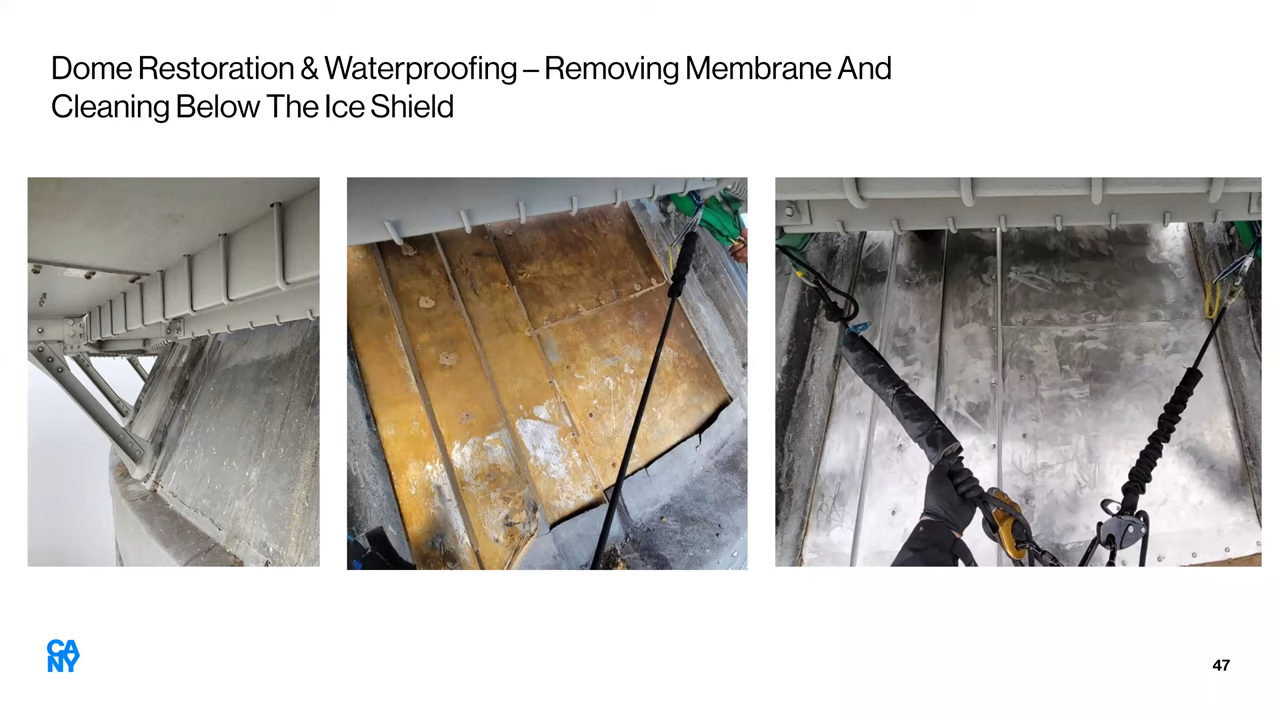 Dome Restoration & Waterproofing – Removing Membrane And
Cleaning Below The Ice Shield
CA
NY
47